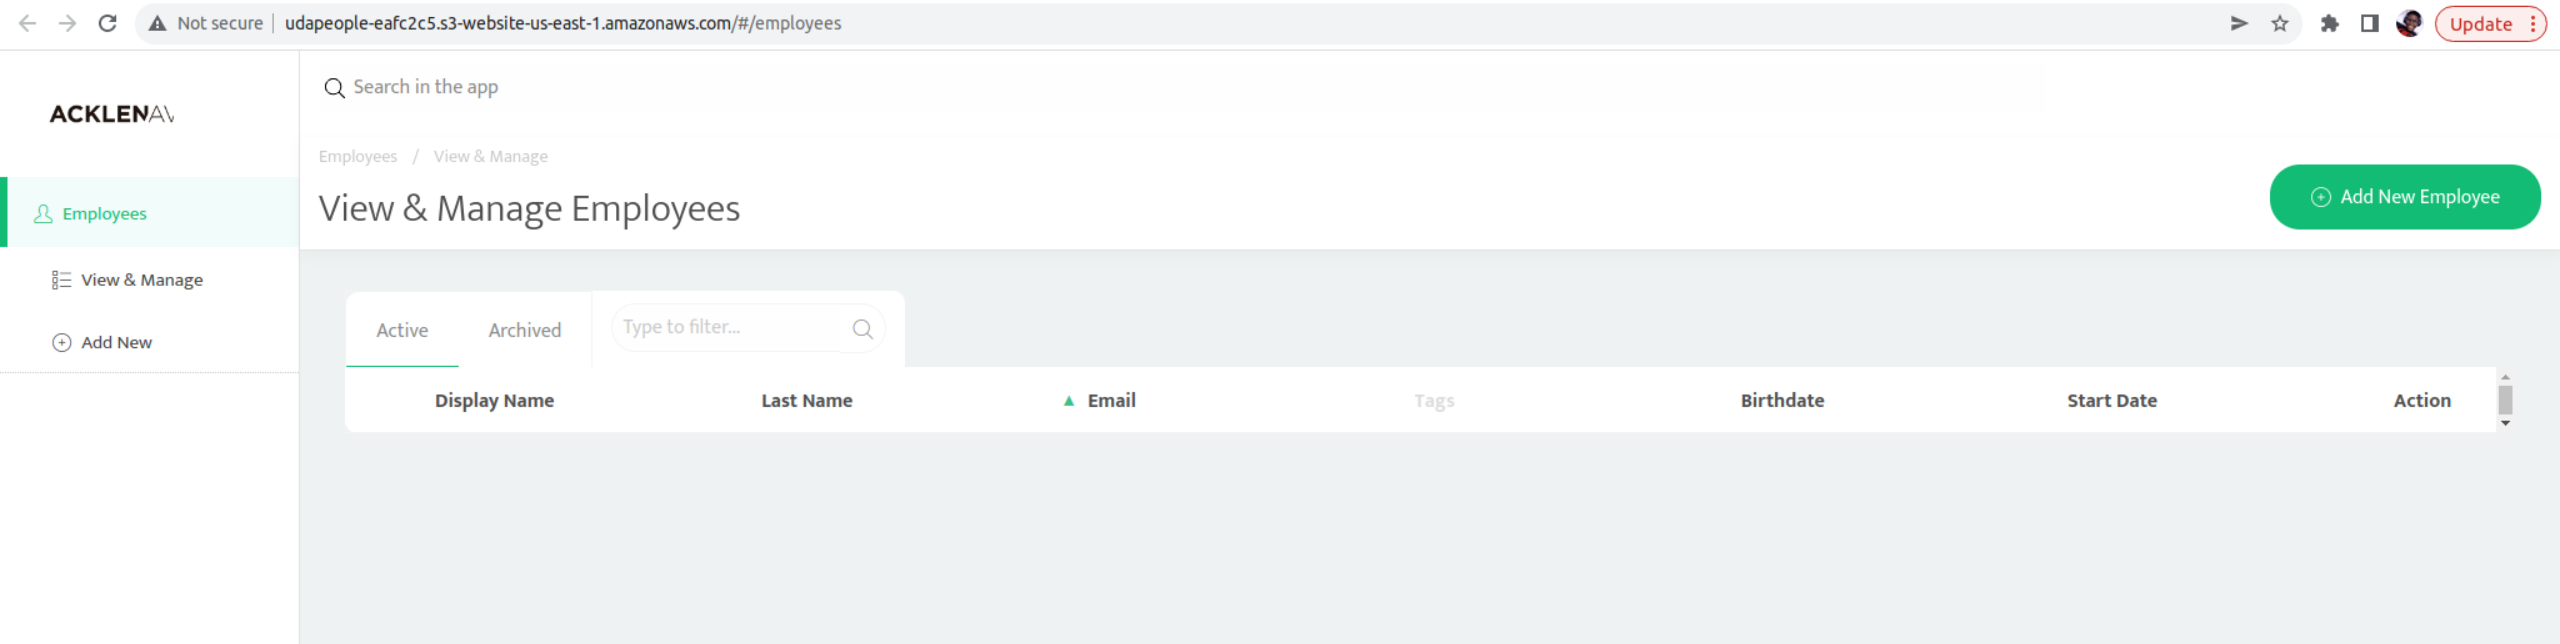 Not secure udapeople-eafc2c5.s3-website-us-east-1.amazonaws.com/#/employees Update
Search in the app
ACKLENAV
Employees / View & Manage
View & Manage Employees
Add New Employee
Employees
View & Manage
Add New
Active Archived Type to filter...
Display Name Last Name ▲ Email Tags Birthdate Start Date Action